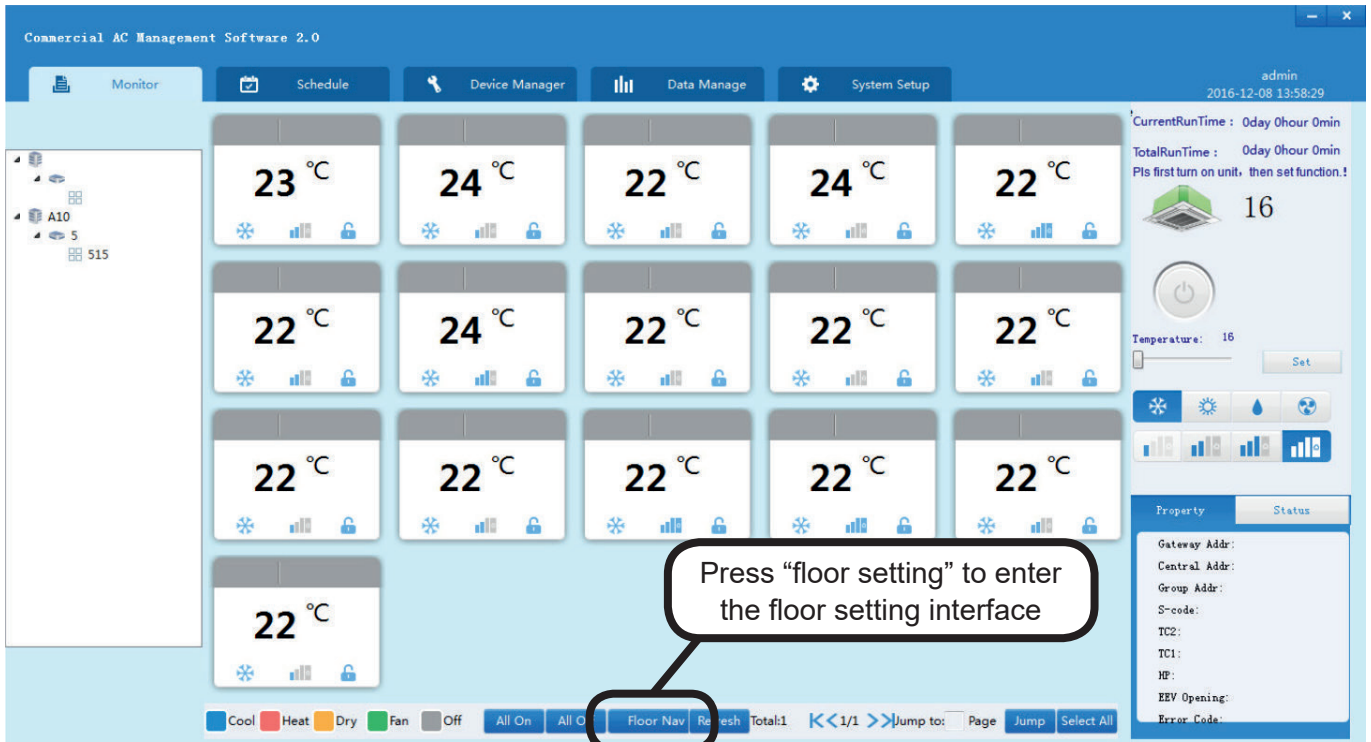 Commercial AC Management Software 2.0
Monitor
Schedule
Device Manager
Data Manage
System Setup
admin
2016-12-08 13:58:29
A10
5
515
23 °C
24 °C
22 °C
24 °C
22 °C
22 °C
24 °C
22 °C
22 °C
22 °C
22 °C
22 °C
22 °C
22 °C
22 °C
22 °C
CurrentRunTime : 0day 0hour 0min
TotalRunTime : 0day 0hour 0min
Pls first turn on unit, then set function.!
16
Temperature: 16
Set
Property
Status
Gateway Addr:
Central Addr:
Group Addr:
S-code:
TC2:
TC1:
HP:
EEV Opening:
Error Code:
Press “floor setting” to enter
the floor setting interface
Cool Heat Dry Fan Off All On All Floor Nav Total:1 1/1 Jump to: Page Jump Select All